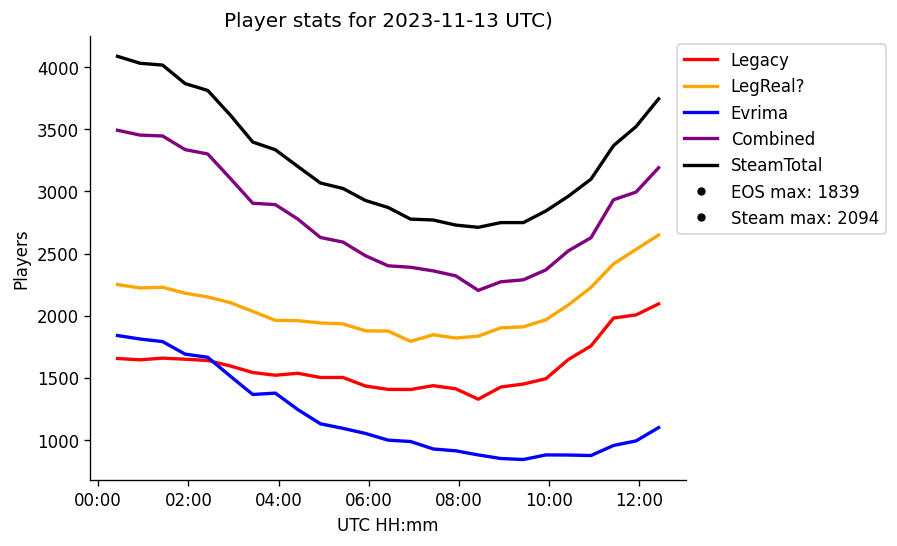 Player stats for 2023-11-13 UTC)
Players
4000
3500
3000
2500
2000
1500
1000
00:00 02:00 04:00 06:00 08:00 10:00 12:00
UTC HH:mm
Legacy
LegReal?
Evrima
Combined
SteamTotal
EOS max: 1839
Steam max: 2094